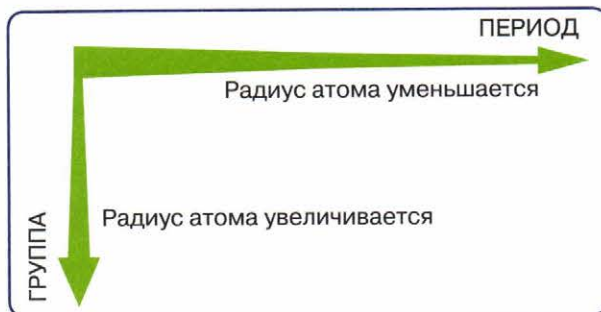 ПЕРИОД
Радиус атома уменьшается
Радиус атома увеличивается
ГРУППА